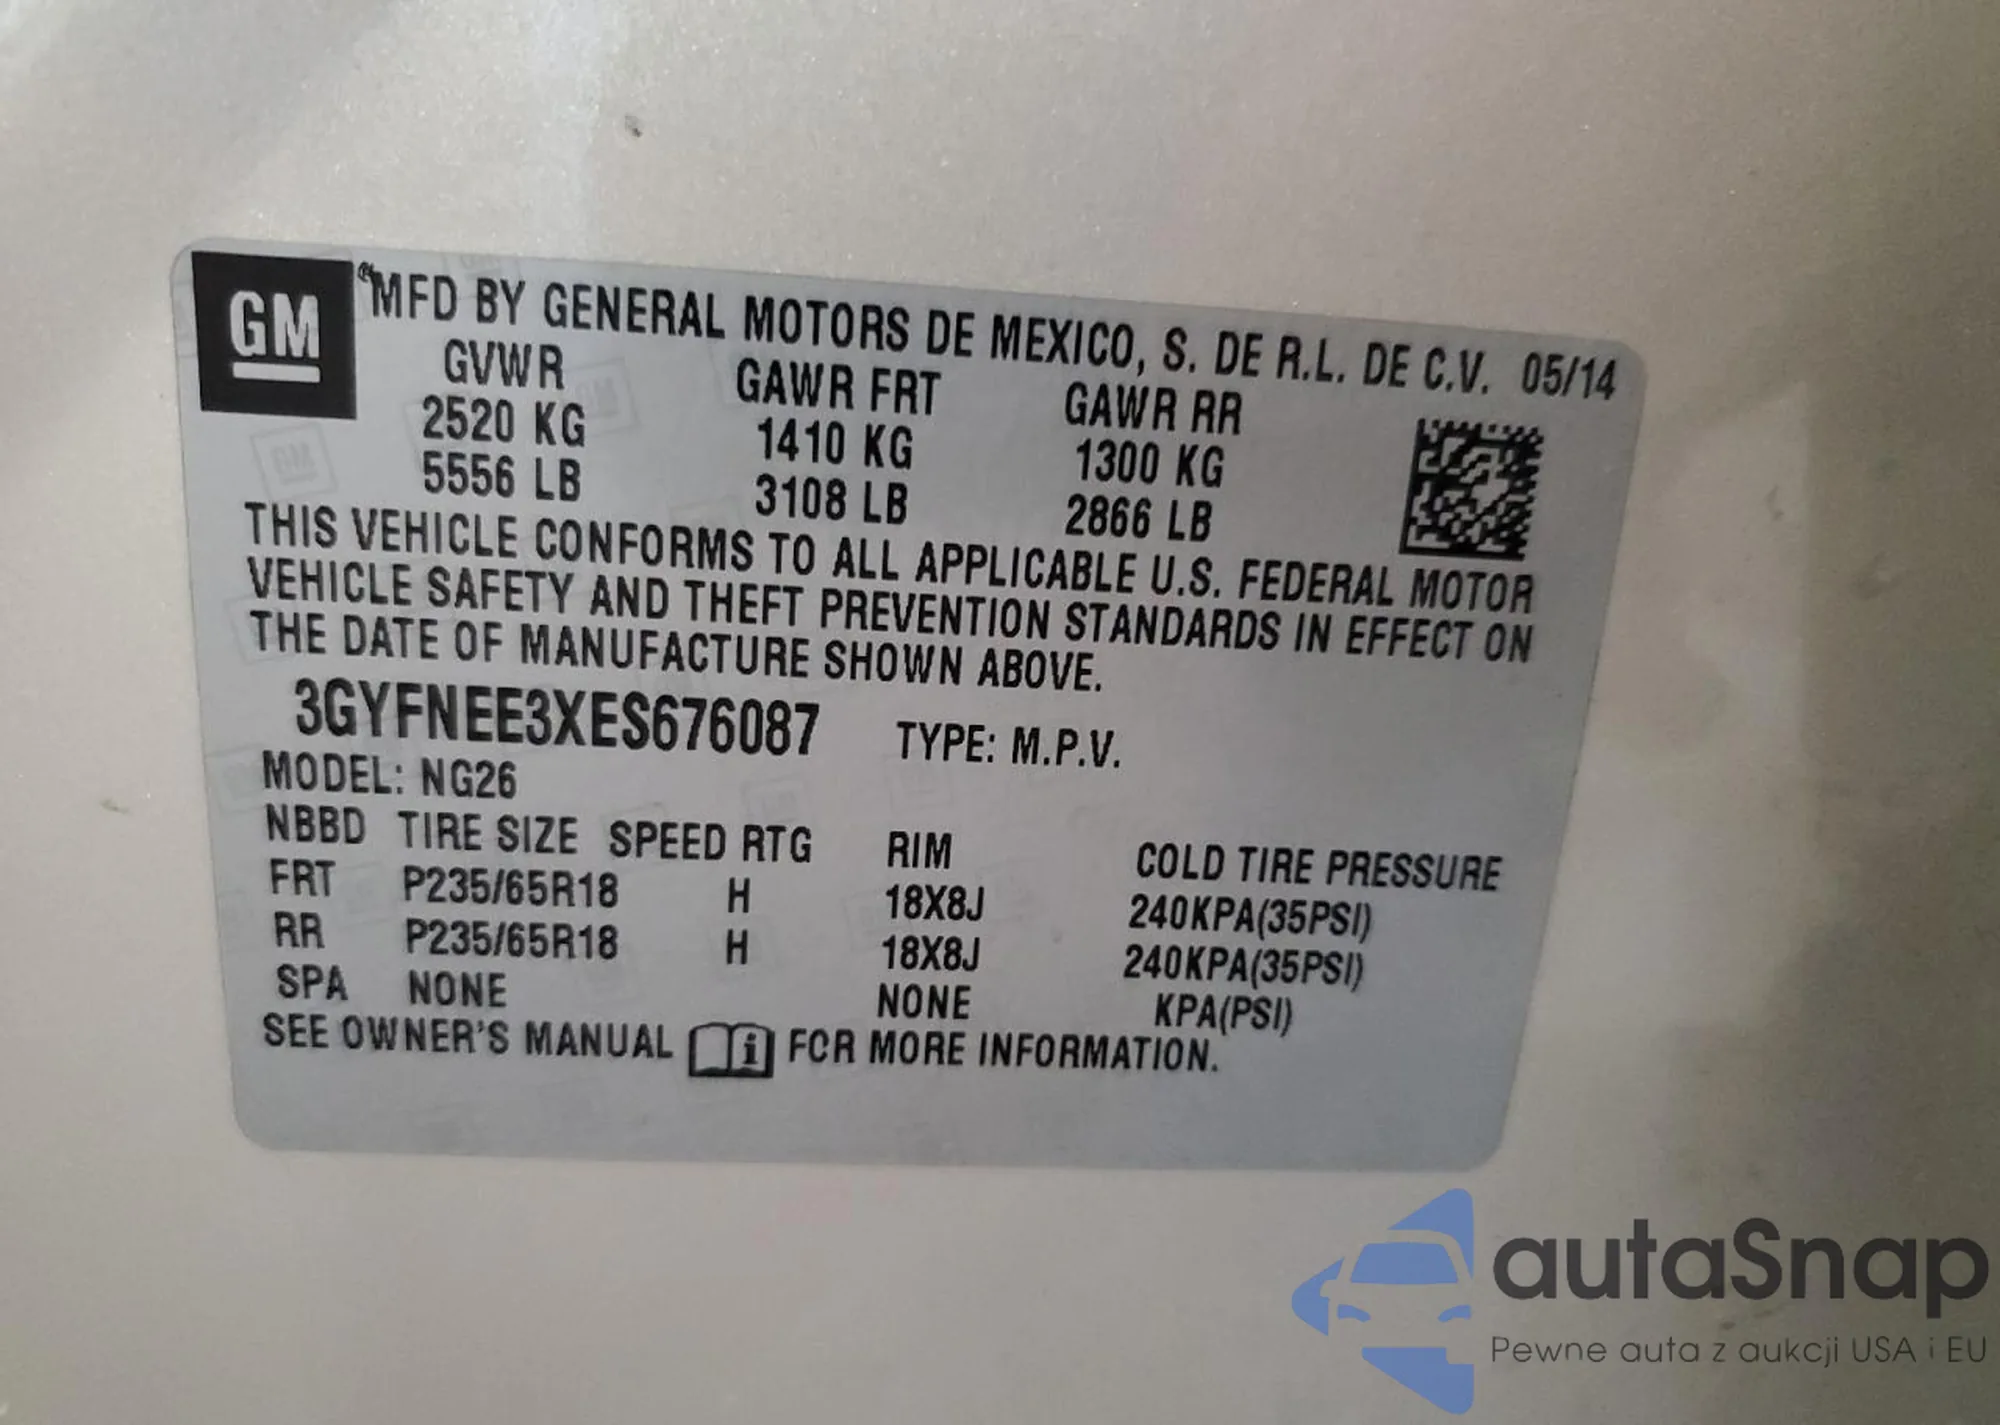 GM
MFD BY GENERAL MOTORS DE MEXICO, S. DE R.L. DE C.V. 05/14
GVWR GAWR FRT GAWR RR
2520 KG 1410 KG 1300 KG
5556 LB 3108 LB 2866 LB
THIS VEHICLE CONFORMS TO ALL APPLICABLE U.S. FEDERAL MOTOR
VEHICLE SAFETY AND THEFT PREVENTION STANDARDS IN EFFECT ON
THE DATE OF MANUFACTURE SHOWN ABOVE.
3GYFNEE3XES676087 TYPE: M.P.V.
MODEL: NG26
NBBD TIRE SIZE SPEED RTG RIM COLD TIRE PRESSURE
FRT P235/65R18 H 18X8J 240KPA(35PSI)
RR P235/65R18 H 18X8J 240KPA(35PSI)
SPA NONE NONE KPA(PSI)
SEE OWNER'S MANUAL i FOR MORE INFORMATION.
autaSnap
Pewne auta z aukcji USA i EU